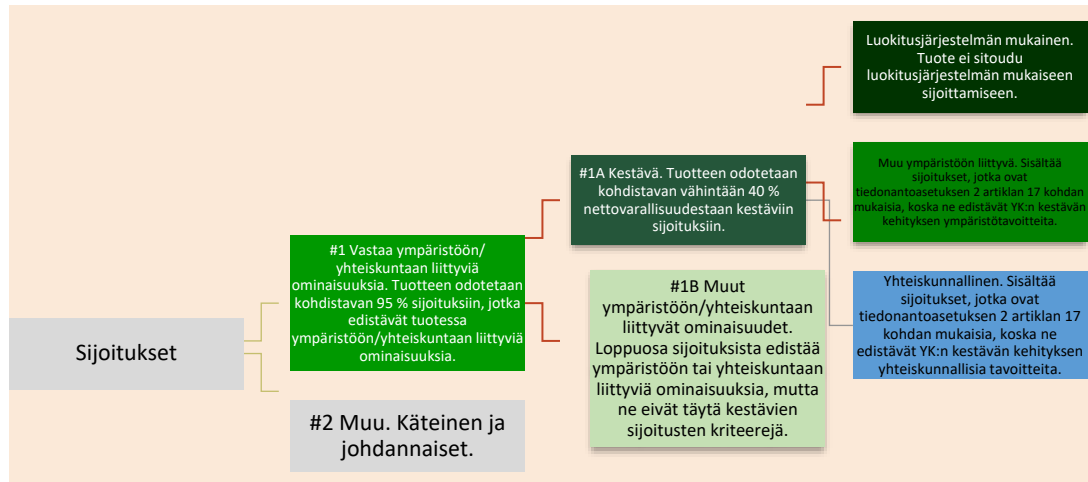 Sijoitukset
#1 Vastaa ympäristöön/
yhteiskuntaan liittyviä
ominaisuuksia. Tuotteen odotetaan
kohdistavan 95 % sijoituksiin, jotka
edistävät tuotessa
ympäristöön/yhteiskuntaan liittyviä
ominaisuuksia.
#2 Muu. Käteinen ja
johdannaiset.
#1A Kestävä. Tuotteen odotetaan
kohdistavan vähintään 40 %
nettovarallisuudestaan kestäviin
sijoituksiin.
#1B Muut
ympäristöön/yhteiskuntaan
liittyvät ominaisuudet.
Loppuosa sijoituksista edistää
ympäristöön tai yhteiskuntaan
liittyviä ominaisuuksia, mutta
ne eivät täytä kestävien
sijoitusten kriteerejä.
Luokitusjärjestelmän mukainen.
Tuote ei sitoudu
luokitusjärjestelmän mukaiseen
sijoittamiseen.
Muu ympäristöön liittyvä. Sisältää
sijoitukset, jotka ovat
tiedonantoasetuksen 2 artiklan 17 kohdan
mukaisia, koska ne edistävät YK:n kestävän
kehityksen ympäristötavoitteita.
Yhteiskunnallinen. Sisältää
sijoitukset, jotka ovat
tiedonantoasetuksen 2 artiklan 17
kohdan mukaisia, koska ne
edistävät YK:n kestävän kehityksen
yhteiskunnallisia tavoitteita.